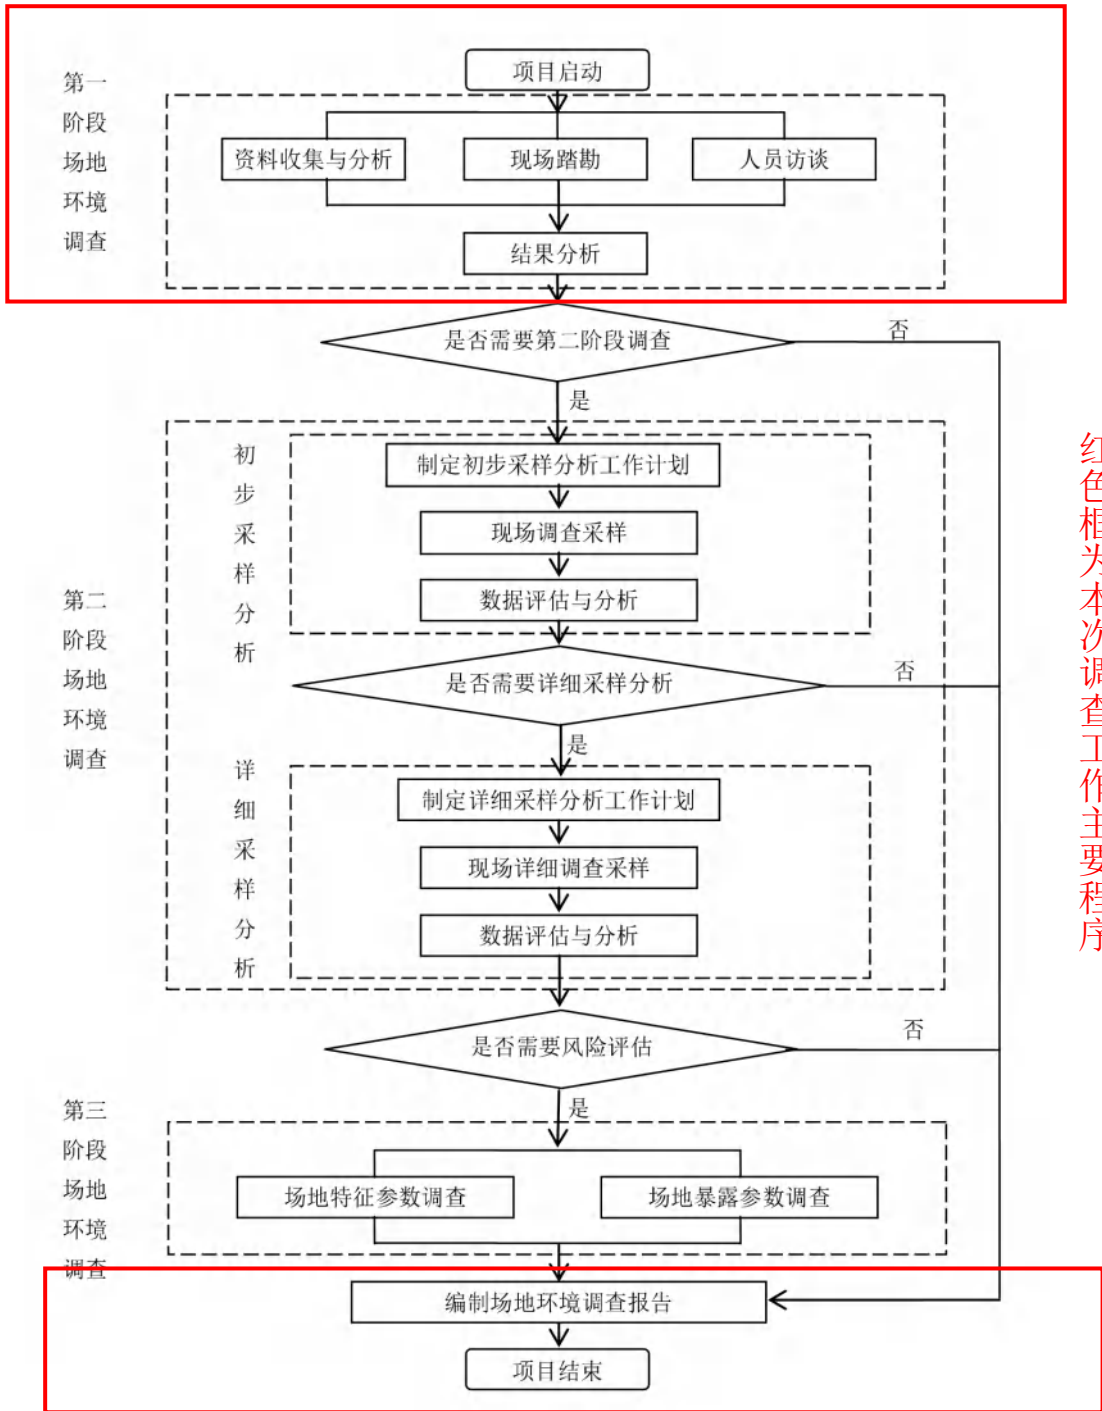 项目启动
第一
阶段
场地
环境
调查
资料收集与分析
现场踏勘
人员访谈
结果分析
是否需要第二阶段调查
否
是
初步采样分析
制定初步采样分析工作计划
现场调查采样
数据评估与分析
第二
阶段
场地
环境
调查
是否需要详细采样分析
否
是
详细采样分析
制定详细采样分析工作计划
现场详细调查采样
数据评估与分析
是否需要风险评估
否
是
第三
阶段
场地
环境
调查
场地特征参数调查
场地暴露参数调查
编制场地环境调查报告
项目结束
红色框为本次调查工作主要程序